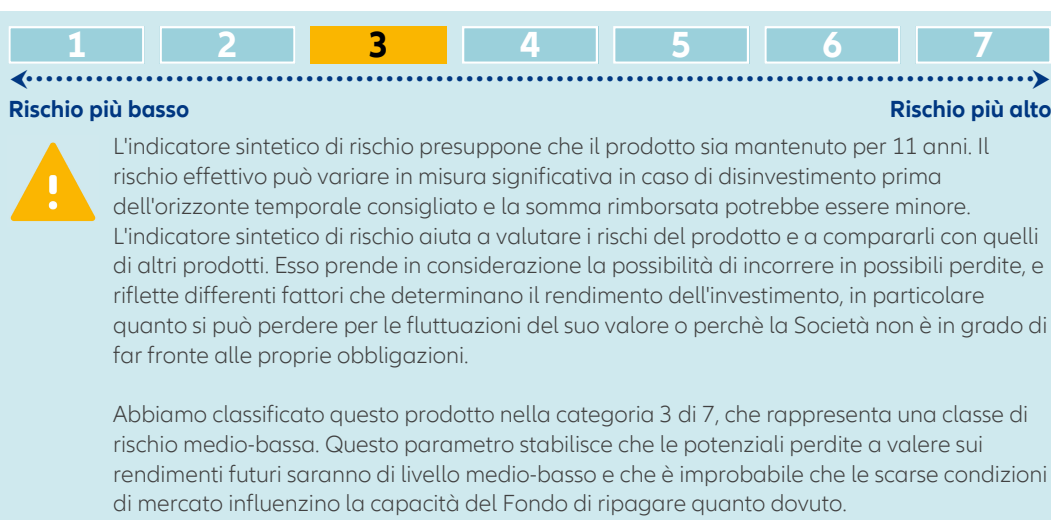 1 2 3 4 5 6 7
Rischio più basso Rischio più alto
L'indicatore sintetico di rischio presuppone che il prodotto sia mantenuto per 11 anni. Il
rischio effettivo può variare in misura significativa in caso di disinvestimento prima
dell'orizzonte temporale consigliato e la somma rimborsata potrebbe essere minore.
L'indicatore sintetico di rischio aiuta a valutare i rischi del prodotto e a compararli con quelli
di altri prodotti. Esso prende in considerazione la possibilità di incorrere in possibili perdite, e
riflette differenti fattori che determinano il rendimento dell'investimento, in particolare
quanto si può perdere per le fluttuazioni del suo valore o perchè la Società non è in grado di
far fronte alle proprie obbligazioni.
Abbiamo classificato questo prodotto nella categoria 3 di 7, che rappresenta una classe di
rischio medio-bassa. Questo parametro stabilisce che le potenziali perdite a valere sui
rendimenti futuri saranno di livello medio-basso e che è improbabile che le scarse condizioni
di mercato influenzino la capacità del Fondo di ripagare quanto dovuto.